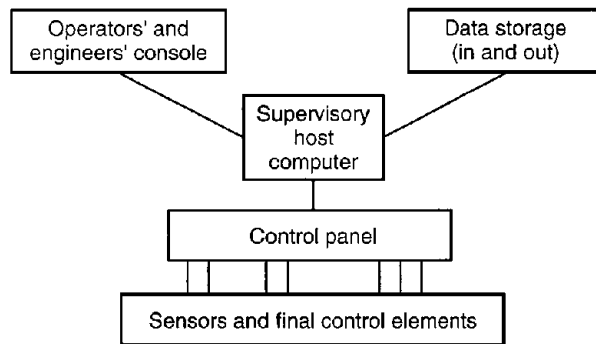 Operators' and
engineers' console
Data storage
(in and out)
Supervisory
host
computer
Control panel
Sensors and final control elements